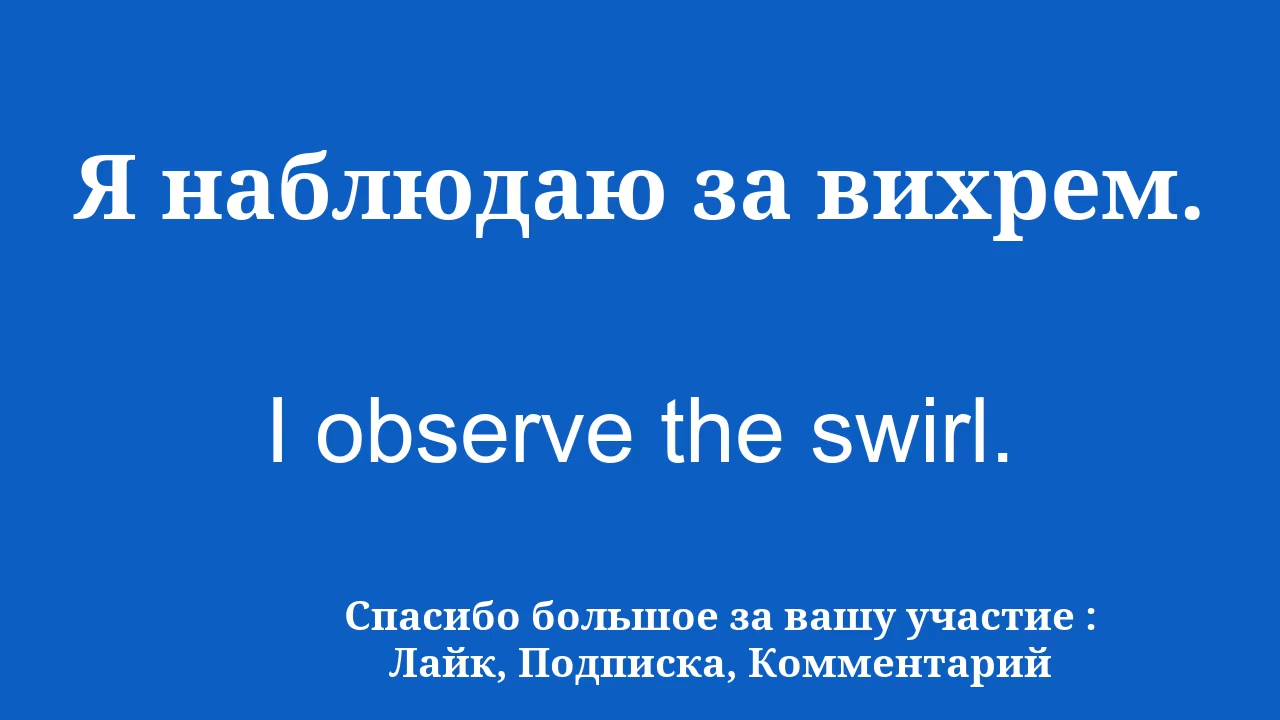 Я наблюдаю за вихрем.
I observe the swirl.
Спасибо большое за вашу участие :
Лайк, Подписка, Комментарий